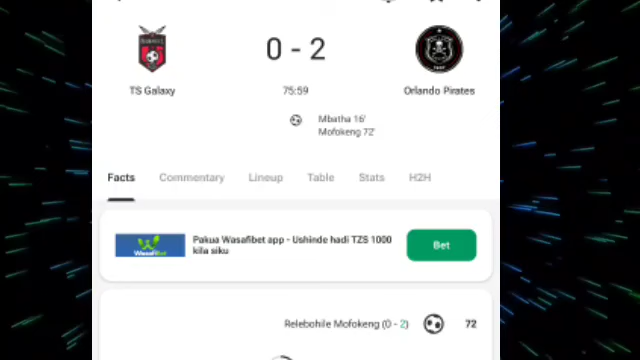 0 - 2
TS Galaxy
75:59
Orlando Pirates
Mbatha 16'
Mofokeng 72'
Facts Commentary Lineup Table Stats H2H
WasafiBet
Pakua Wasafibet app - Ushinde hadi TZS 1000
kila siku
Bet
Relebohile Mofokeng (0 - 2) 72